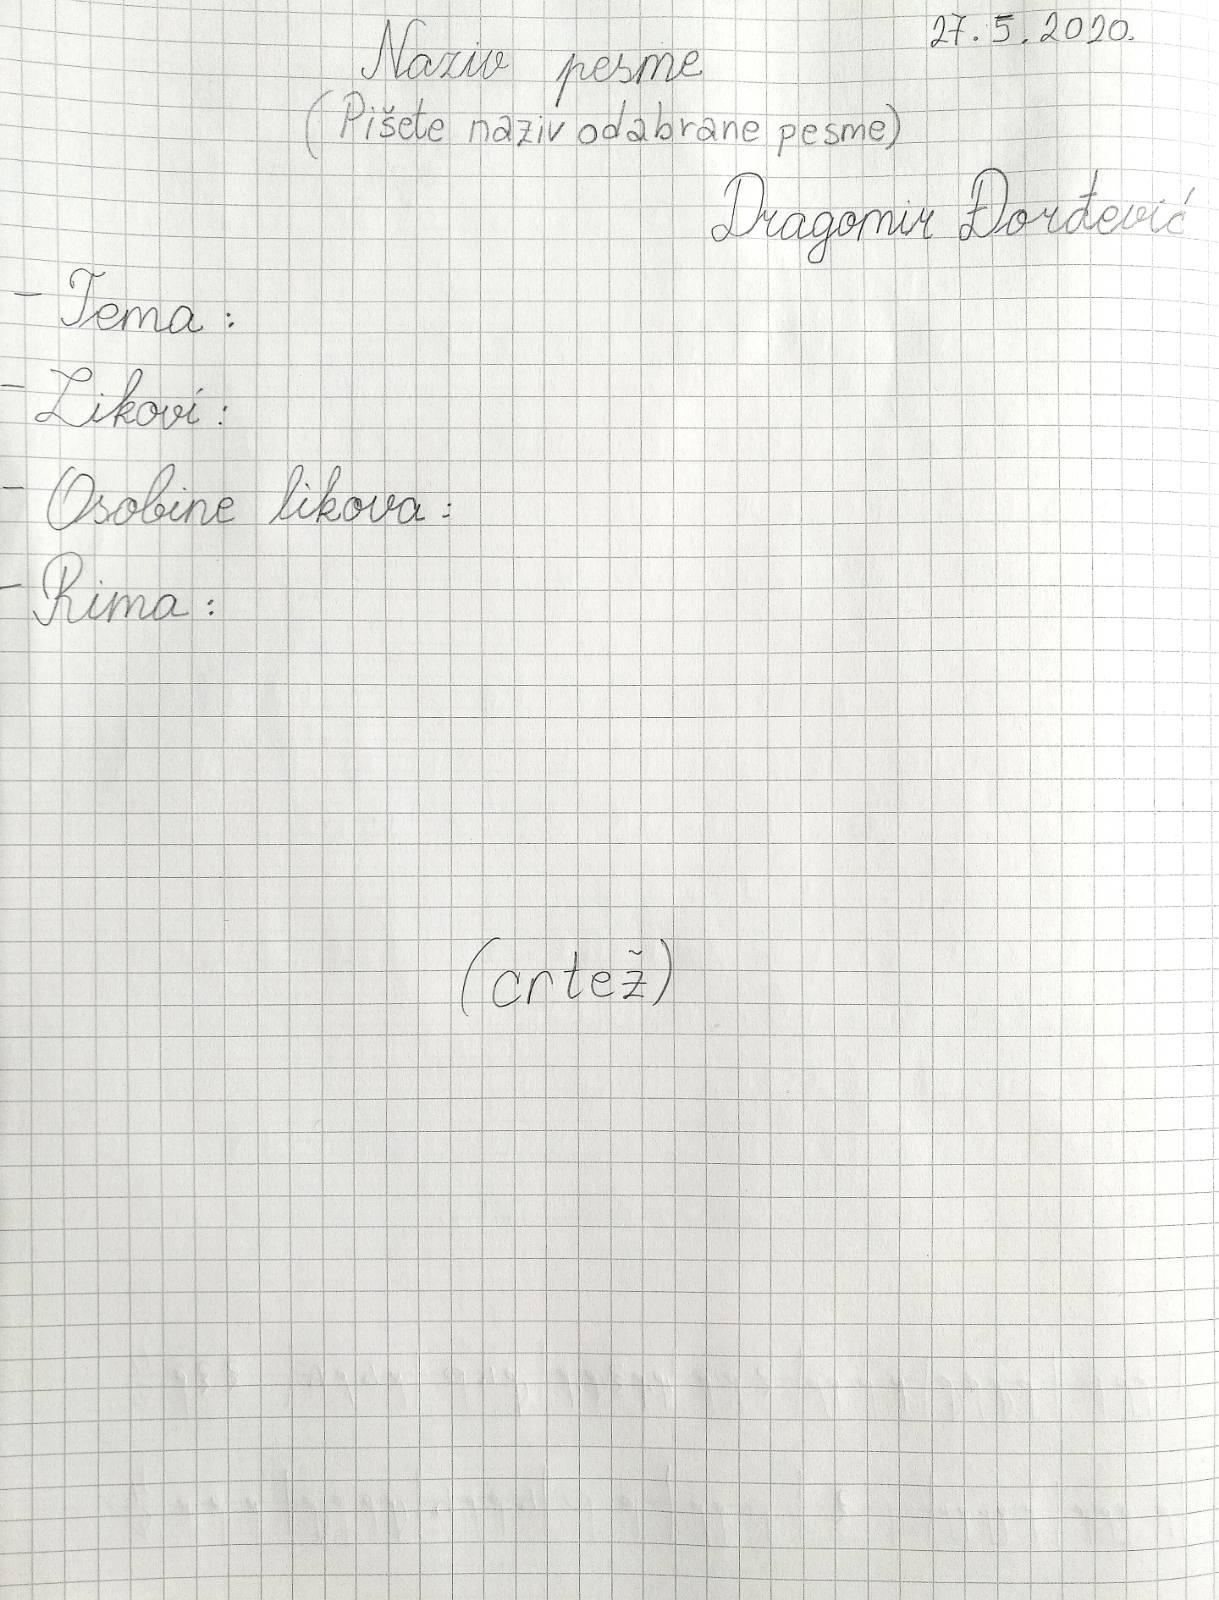 27.5.2020.
Naziv pesme
(Pišete naziv odabrane pesme)
Dragomir Đorđević
- Tema:
- Likovi:
- Osobine likova:
- Rima:
(crtež)